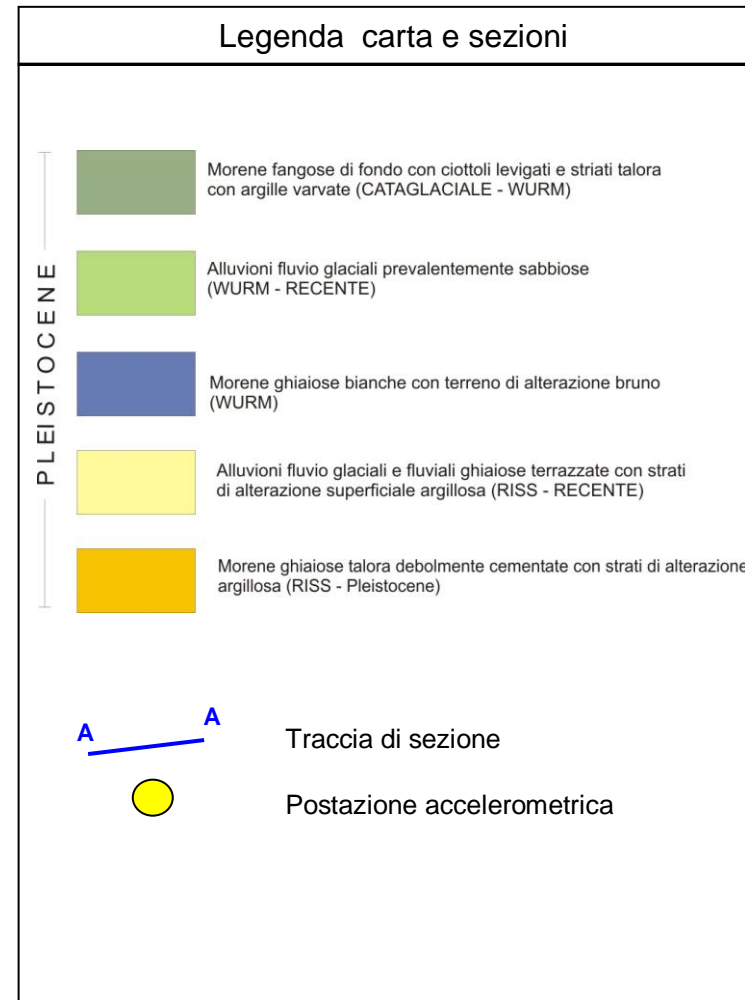 Legenda carta e sezioni
PLEISTOCENE
Morene fangose di fondo con ciottoli levigati e striati talora
con argille varvate (CATAGLACIALE - WURM)
Alluvioni fluvio glaciali prevalentemente sabbiose
(WURM - RECENTE)
Morene ghiaiose bianche con terreno di alterazione bruno
(WURM)
Alluvioni fluvio glaciali e fluviali ghiaiose terrazzate con strati
di alterazione superficiale argillosa (RISS - RECENTE)
Morene ghiaiose talora debolmente cementate con strati di alterazione
argillosa (RISS - Pleistocene)
A A
Traccia di sezione
Postazione accelerometrica